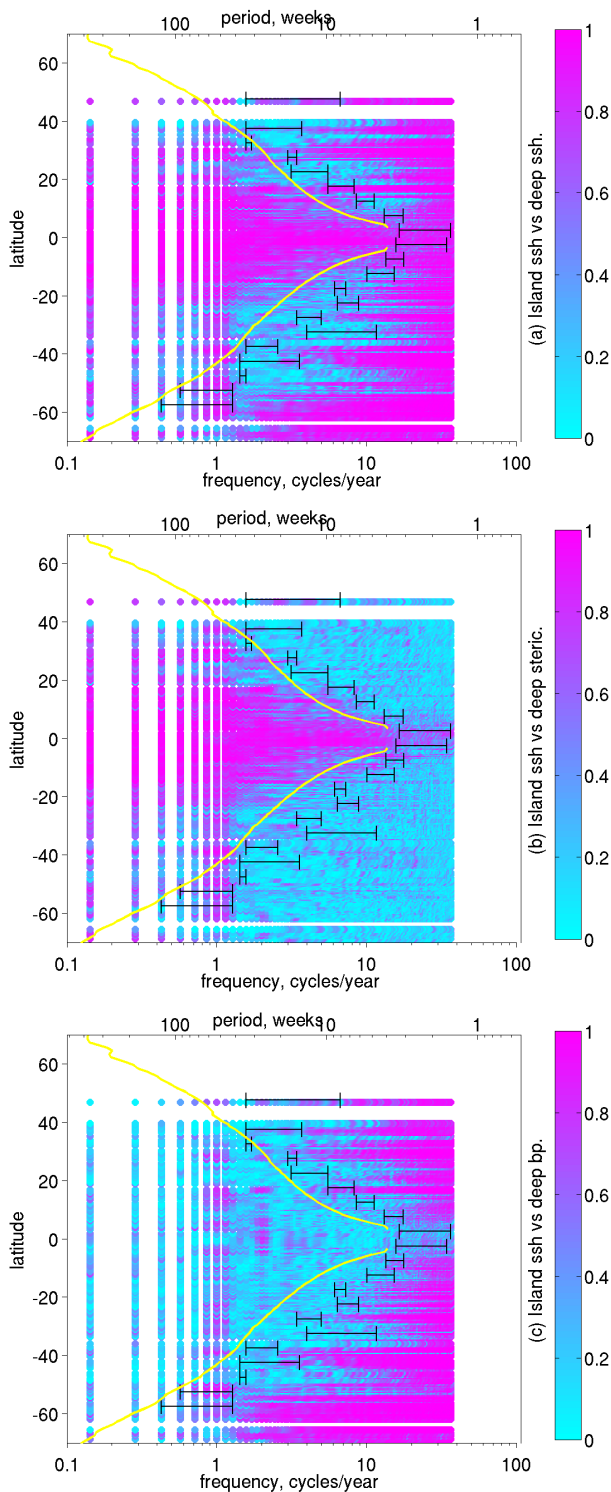 period, weeks
100 10 1
60
40
20
0
-20
-40
-60
latitude
0.1 1 10 100
frequency, cycles/year
1
0.8
0.6
0.4
0.2
0
(a) Island ssh vs deep ssh.
period, weeks
100 10 1
60
40
20
0
-20
-40
-60
latitude
0.1 1 10 100
frequency, cycles/year
1
0.8
0.6
0.4
0.2
0
(b) Island ssh vs deep steric.
period, weeks
100 10 1
60
40
20
0
-20
-40
-60
latitude
0.1 1 10 100
frequency, cycles/year
1
0.8
0.6
0.4
0.2
0
(c) Island ssh vs deep bp.